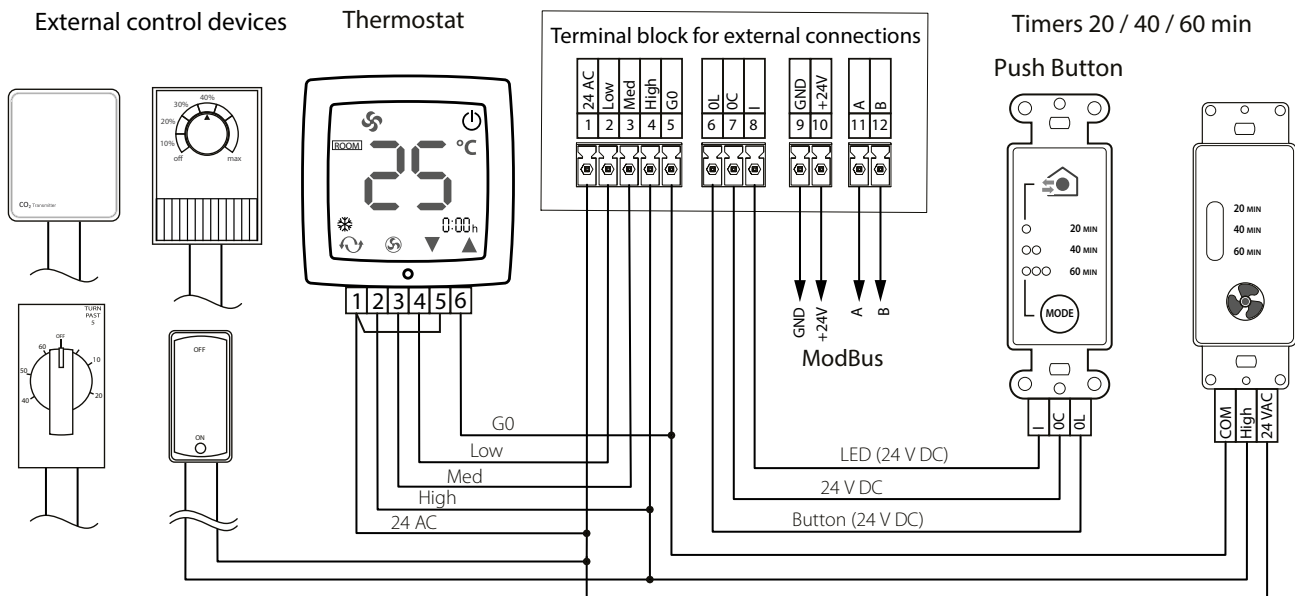 External control devices
Thermostat
Terminal block for external connections
Timers 20 / 40 / 60 min
Push Button
24 AC
Low
Med
High
G0
0L
0C
I
GND
+24V
A
B
1
2
3
4
5
6
7
8
9
10
11
12
CO2 Transmitter
off
10%
20%
30%
40%
max
TURN
PAST
5
OFF
10
20
40
50
60
OFF
ON
ROOM
25
°C
0:00h
1 2 3 4 5 6
GND
+24V
A
B
ModBus
20 MIN
40 MIN
60 MIN
MODE
I
0C
0L
20 MIN
40 MIN
60 MIN
COM
High
24 VAC
G0
Low
Med
High
24 AC
LED (24 V DC)
24 V DC
Button (24 V DC)